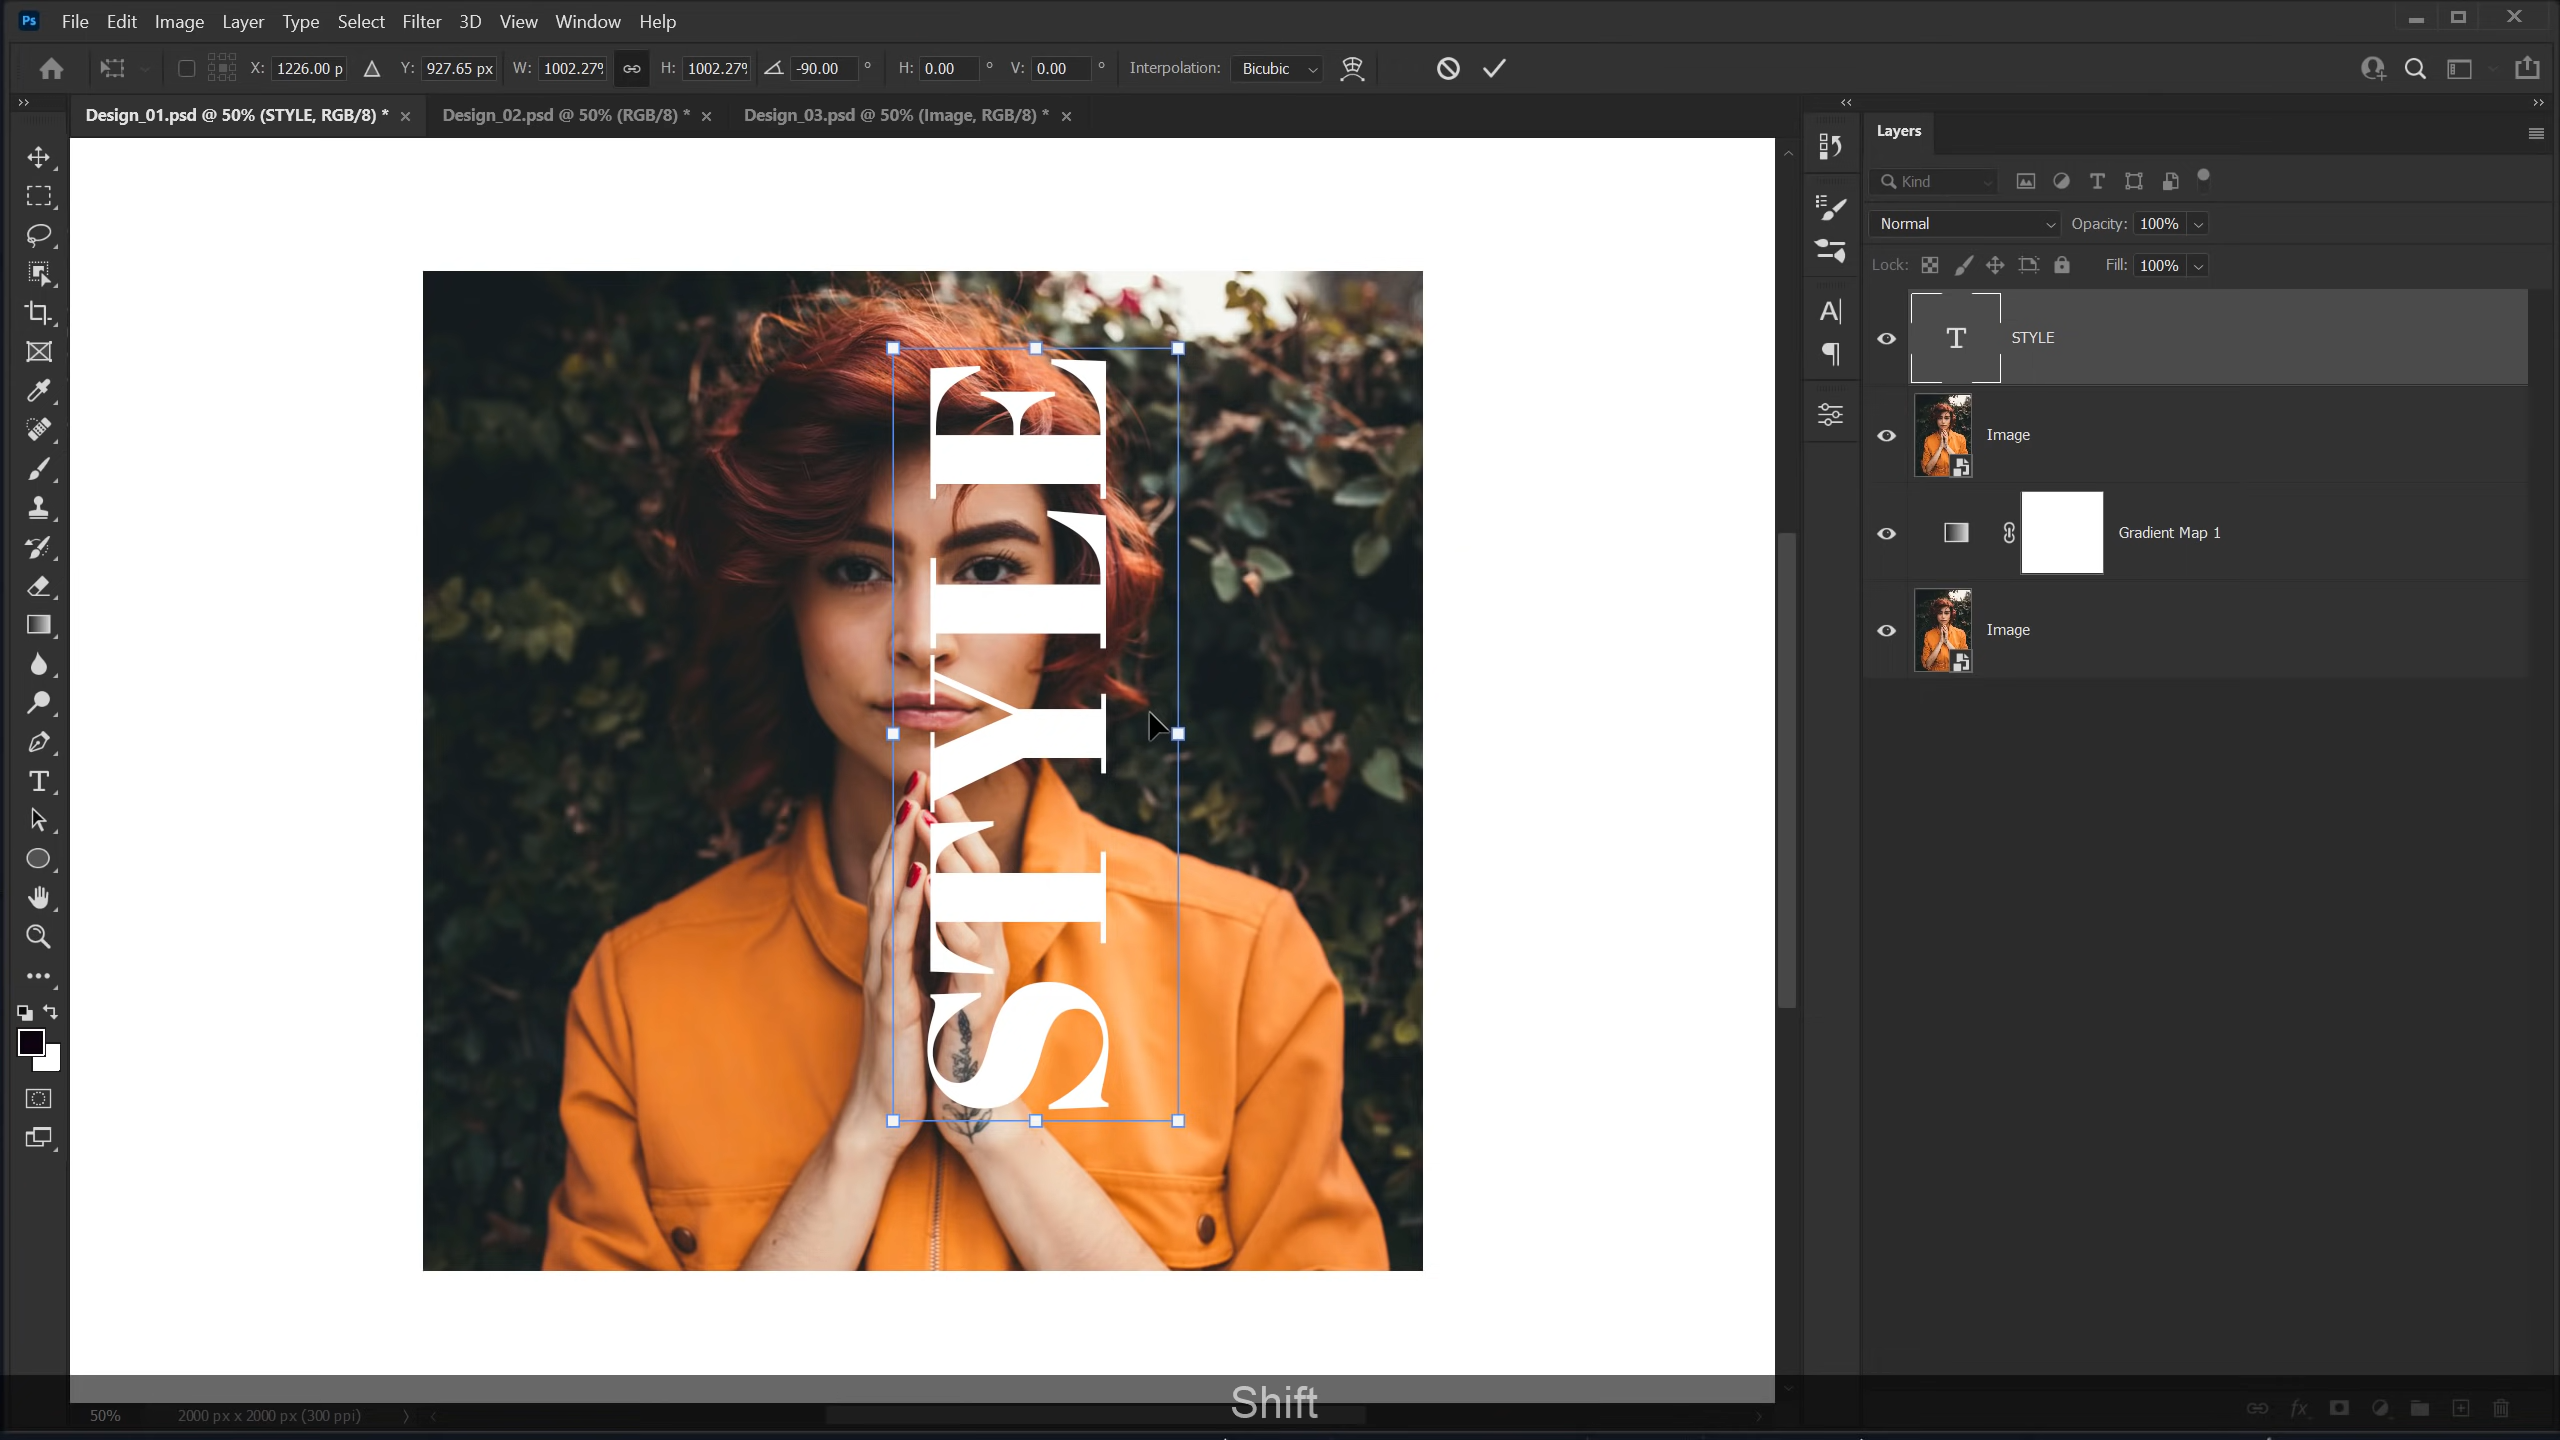 Ps File Edit Image Layer Type Select Filter 3D View Window Help
X: 1226.00 p Y: 927.65 px W: 1002.27% H: 1002.27% -90.00 ° H: 0.00 ° V: 0.00 ° Interpolation: Bicubic
Design_01.psd @ 50% (STYLE, RGB/8) * × Design_02.psd @ 50% (RGB/8) * × Design_03.psd @ 50% (Image, RGB/8) * ×
Layers
Kind
Normal Opacity: 100%
Lock: Fill: 100%
STYLE
Image
Gradient Map 1
Image
STYLE
Shift
50% 2000 px x 2000 px (300 ppi)